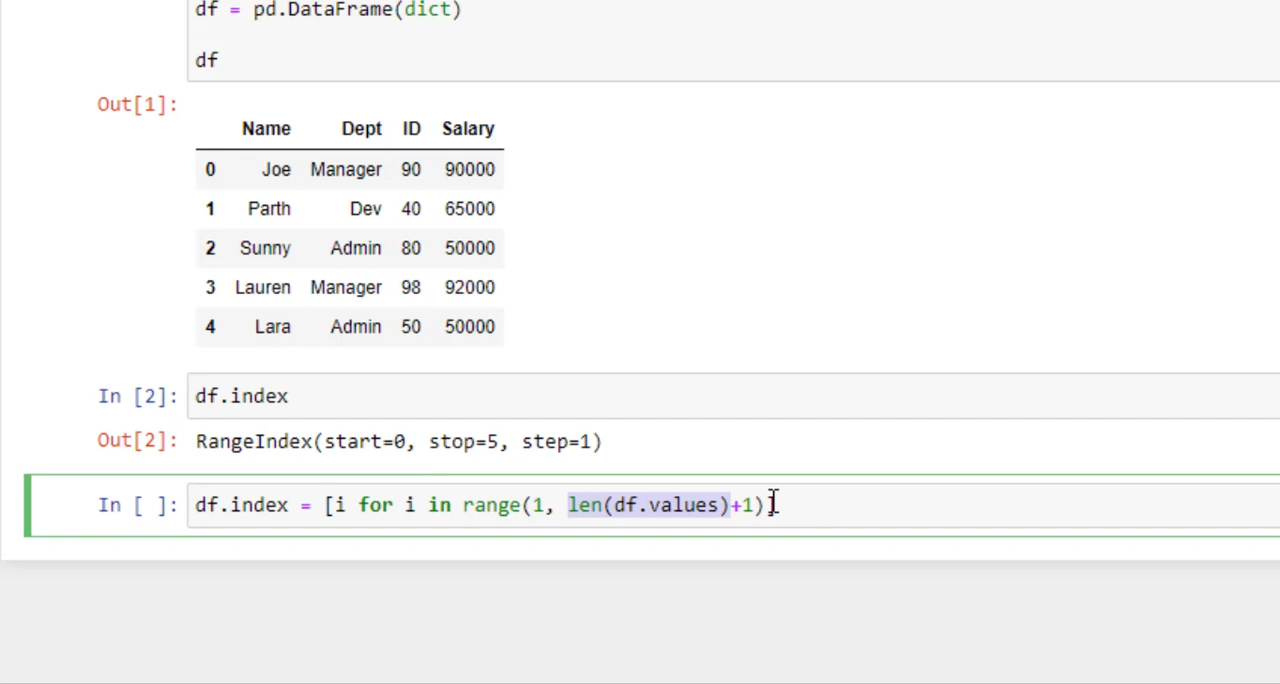 df = pd.DataFrame(dict)
df
Out[1]:
Name Dept ID Salary
0 Joe Manager 90 90000
1 Parth Dev 40 65000
2 Sunny Admin 80 50000
3 Lauren Manager 98 92000
4 Lara Admin 50 50000
In [2]: df.index
Out[2]: RangeIndex(start=0, stop=5, step=1)
In [ ]: df.index = [i for i in range(1, len(df.values)+1)]